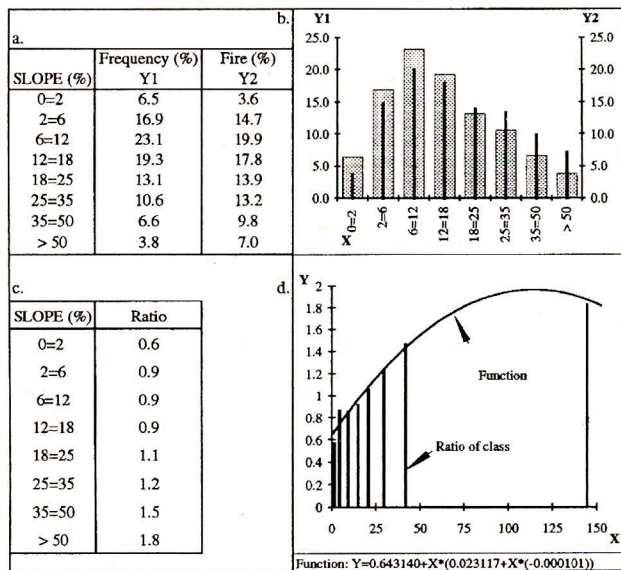 a.
Frequency (%) Fire (%)
SLOPE (%) Y1 Y2
0=2 6.5 3.6
2=6 16.9 14.7
6=12 23.1 19.9
12=18 19.3 17.8
18=25 13.1 13.9
25=35 10.6 13.2
35=50 6.6 9.8
> 50 3.8 7.0
b.
Y1 Y2
25.0 25.0
20.0 20.0
15.0 15.0
10.0 10.0
5.0 5.0
0.0 0.0
X 0=2 2=6 6=12 12=18 18=25 25=35 35=50 > 50
c.
SLOPE (%) Ratio
0=2 0.6
2=6 0.9
6=12 0.9
12=18 0.9
18=25 1.1
25=35 1.2
35=50 1.5
> 50 1.8
d.
Y
2
1.8
1.6
1.4
1.2
1
0.8
0.6
0.4
0.2
0
Function
Ratio of class
0 25 50 75 100 125 150
X
Function: Y=0.643140+X*(0.023117+X*(-0.000101))